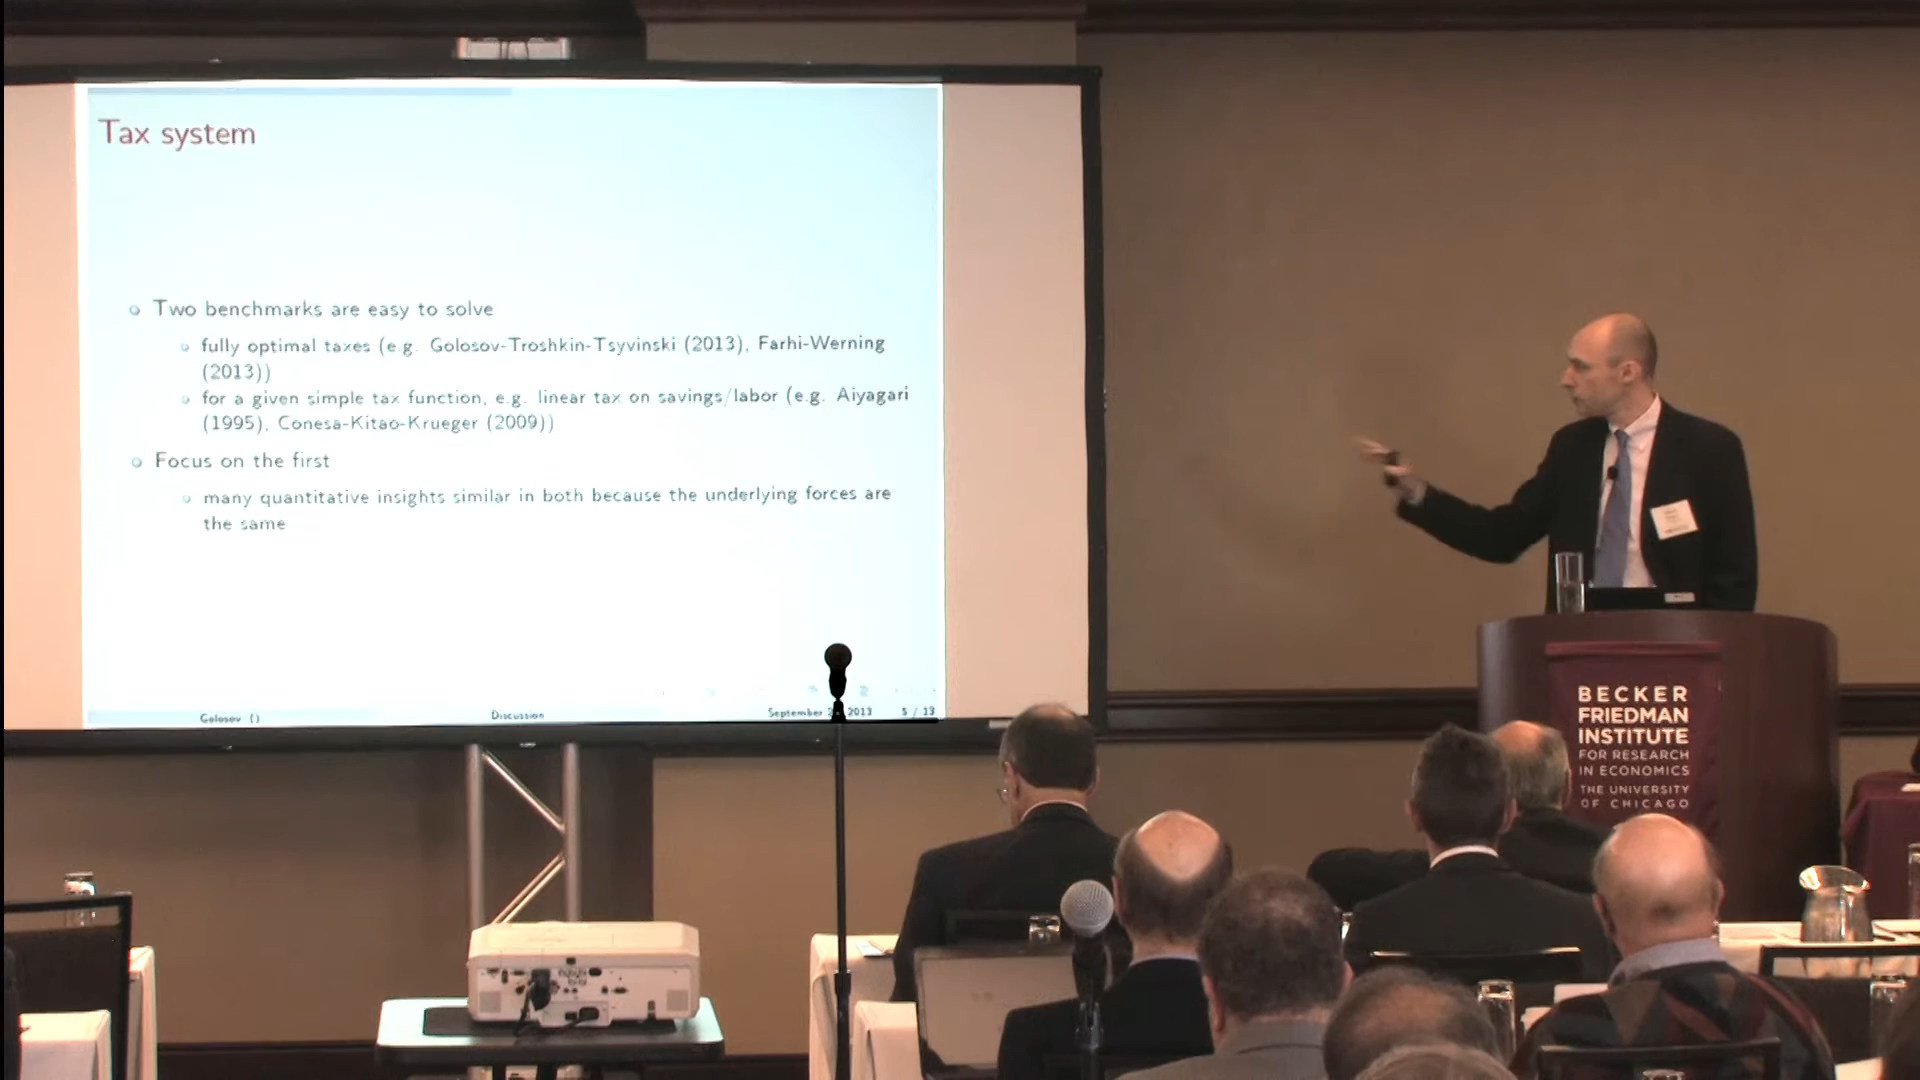 Tax system
Two benchmarks are easy to solve
fully optimal taxes (e.g. Golosov-Troshkin-Tsyvinski (2013), Farhi-Werning
(2013))
for a given simple tax function, e.g. linear tax on savings/labor (e.g. Aiyagari
(1995), Conesa-Kitao-Krueger (2009))
Focus on the first
many quantitative insights similar in both because the underlying forces are
the same
Golosov ()
Discussion
September 2013
5 / 13
BECKER
FRIEDMAN
INSTITUTE
FOR RESEARCH
IN ECONOMICS
THE UNIVERSITY
OF CHICAGO